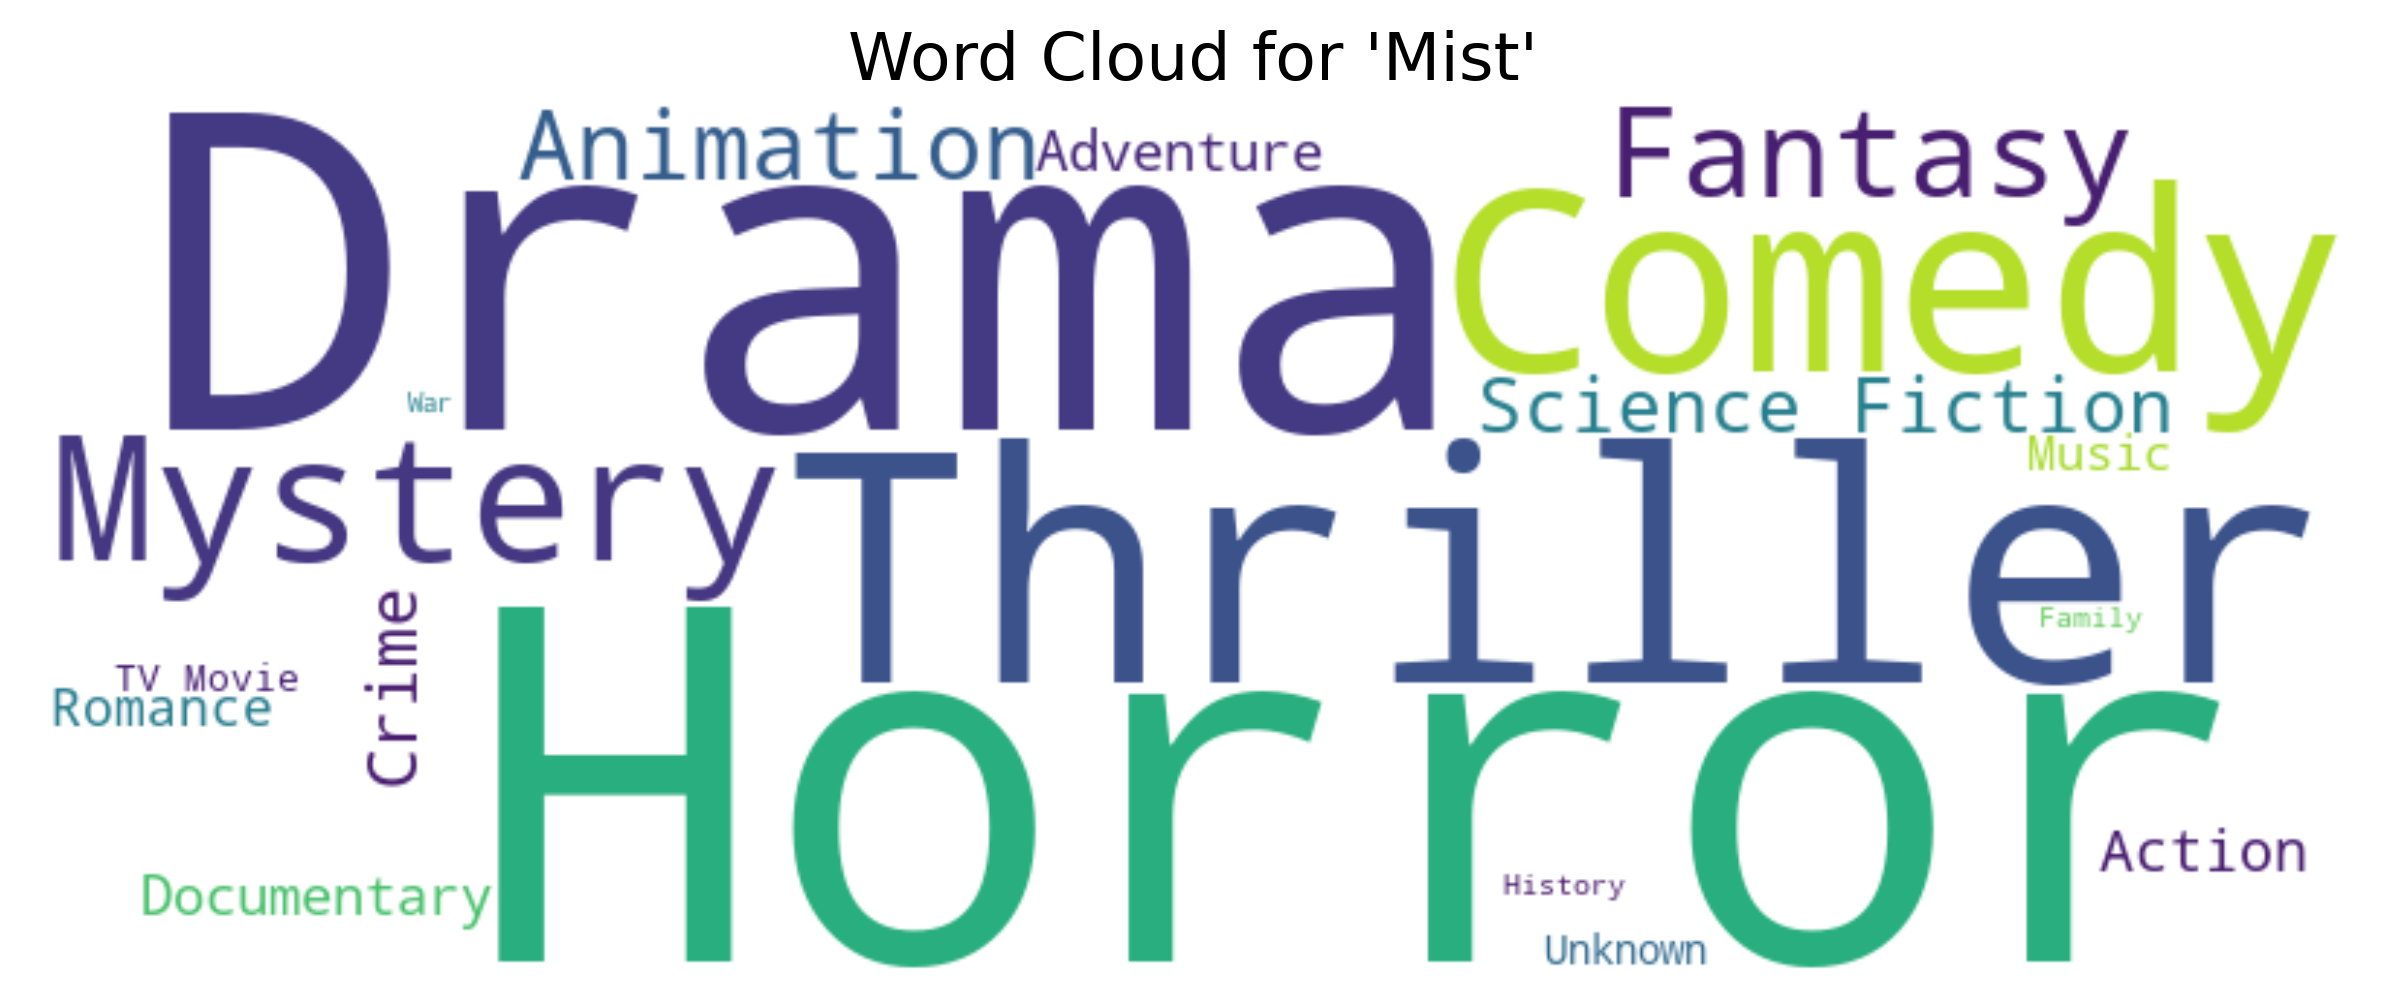 Word Cloud for 'Mist'
Animation
Adventure
Fantasy
Drama
Comedy
War
Science Fiction
Music
Mystery
Thriller
Crime
Family
TV Movie
Romance
Horror
Action
Documentary
History
Unknown